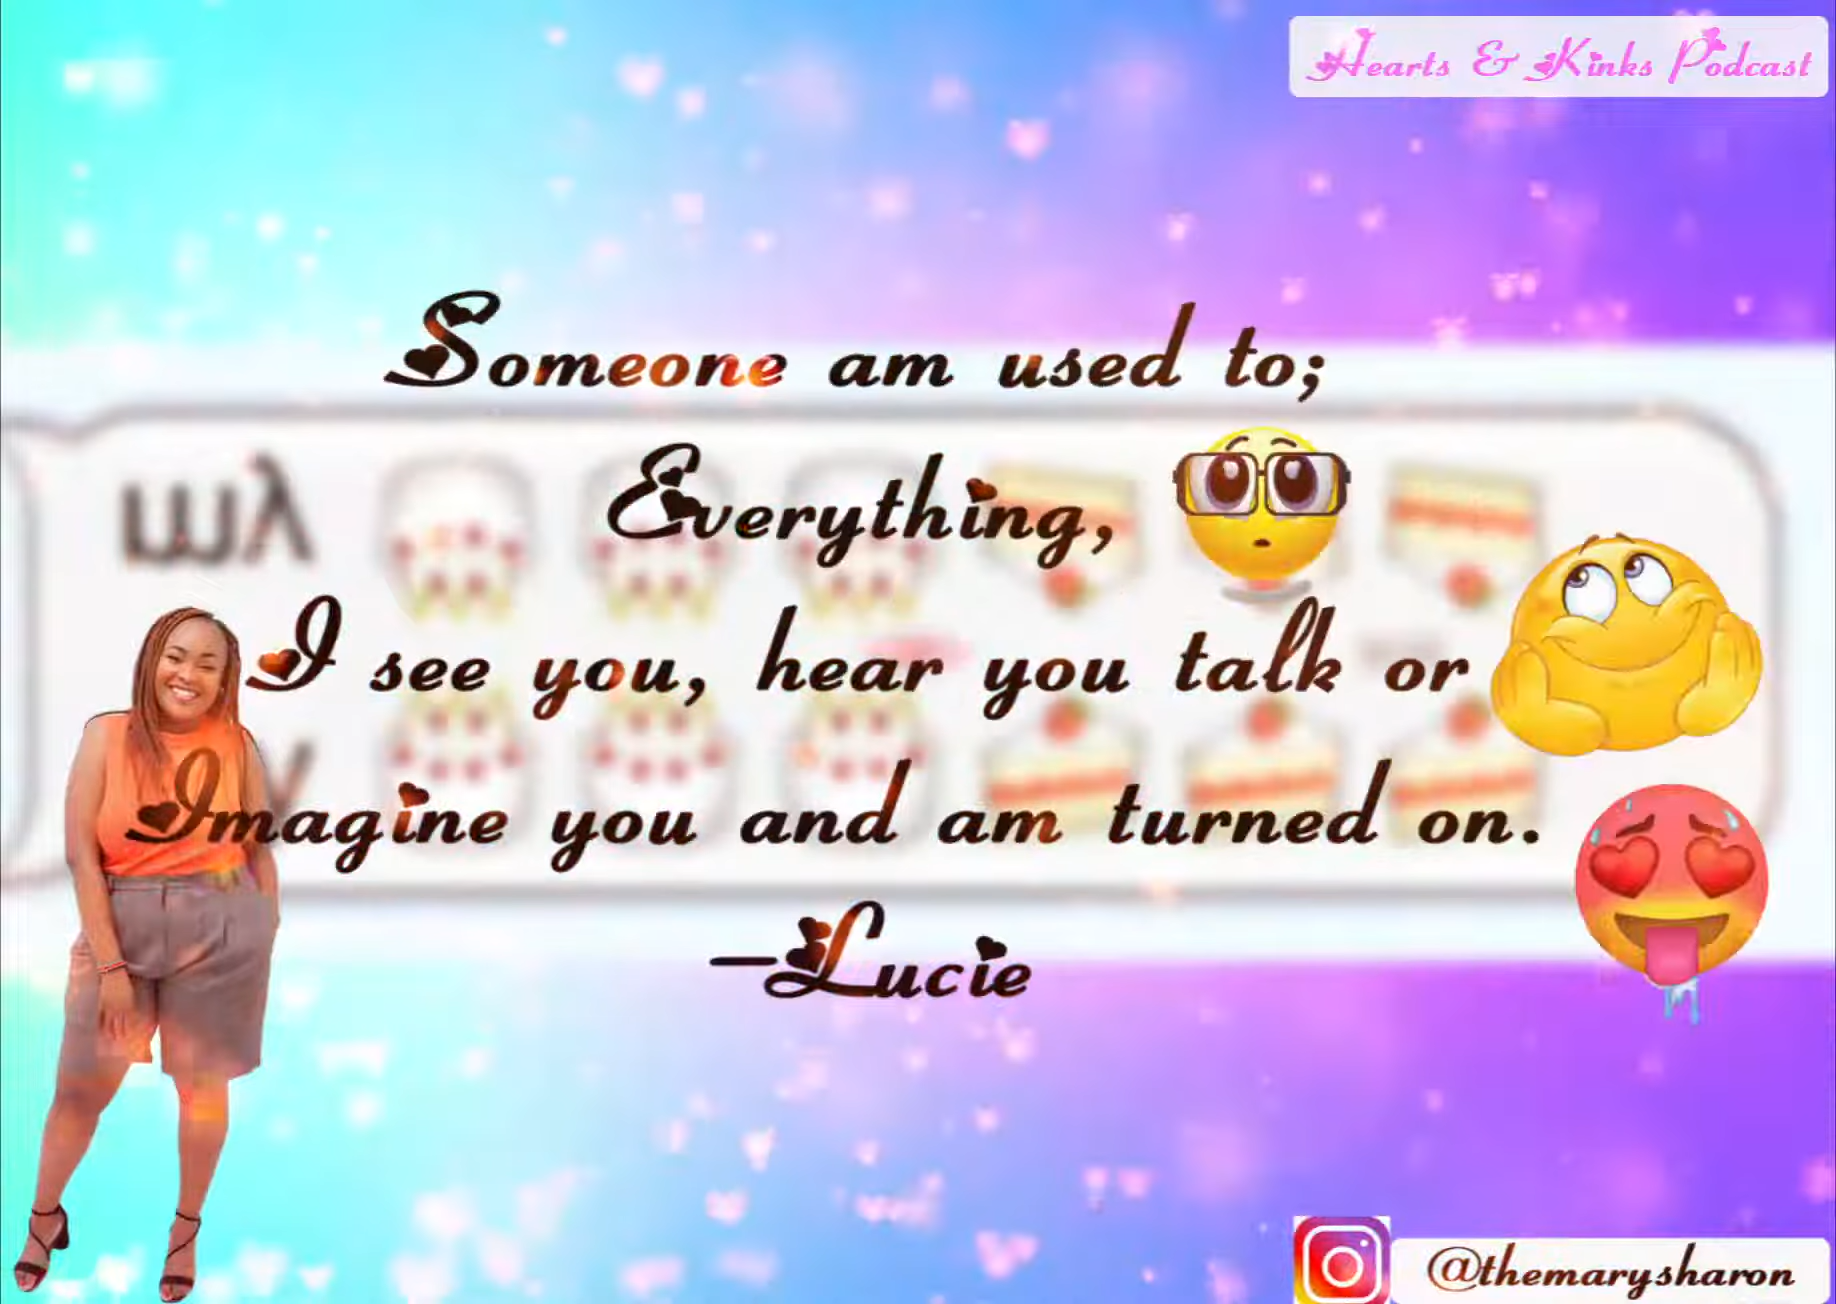 Hearts & Kinks Podcast
Someone am used to;
Everything,
I see you, hear you talk or
Imagine you and am turned on.
–Lucie
@themarysharon